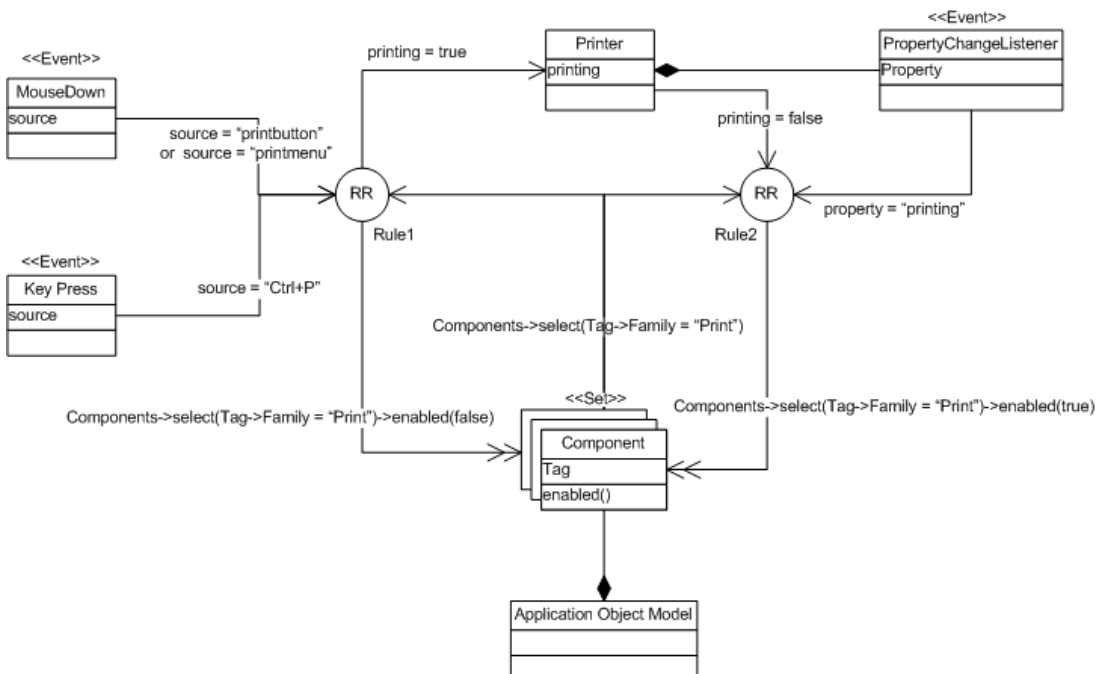 <<Event>>
MouseDown
source
printing = true
Printer
printing
<<Event>>
PropertyChangeListener
Property
source = “printbutton”
or source = “printmenu”
printing = false
RR
Rule1
RR
Rule2
property = “printing”
<<Event>>
Key Press
source
source = “Ctrl+P”
Components->select(Tag->Family = “Print”)
Components->select(Tag->Family = “Print”)->enabled(false)
<<Set>>
Components->select(Tag->Family = “Print”)->enabled(true)
Component
Tag
enabled()
Application Object Model